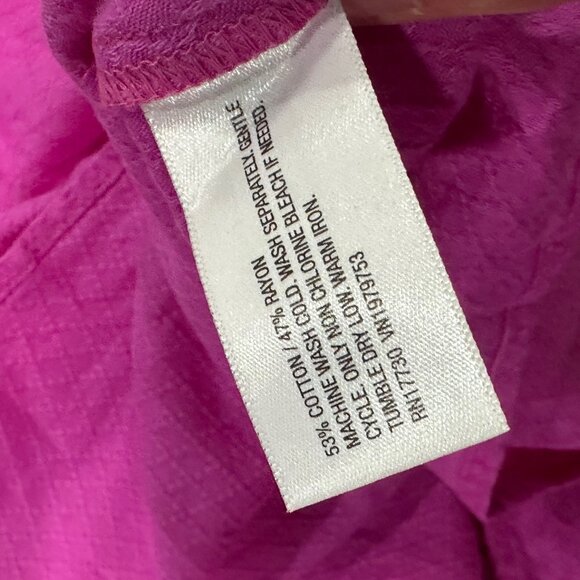 53% COTTON / 47% RAYON
MACHINE WASH COLD. WASH SEPARATELY. GENTLE
CYCLE. ONLY NON CHLORINE BLEACH IF NEEDED.
TUMBLE DRY LOW. WARM IRON.
RN17730 VN1979753